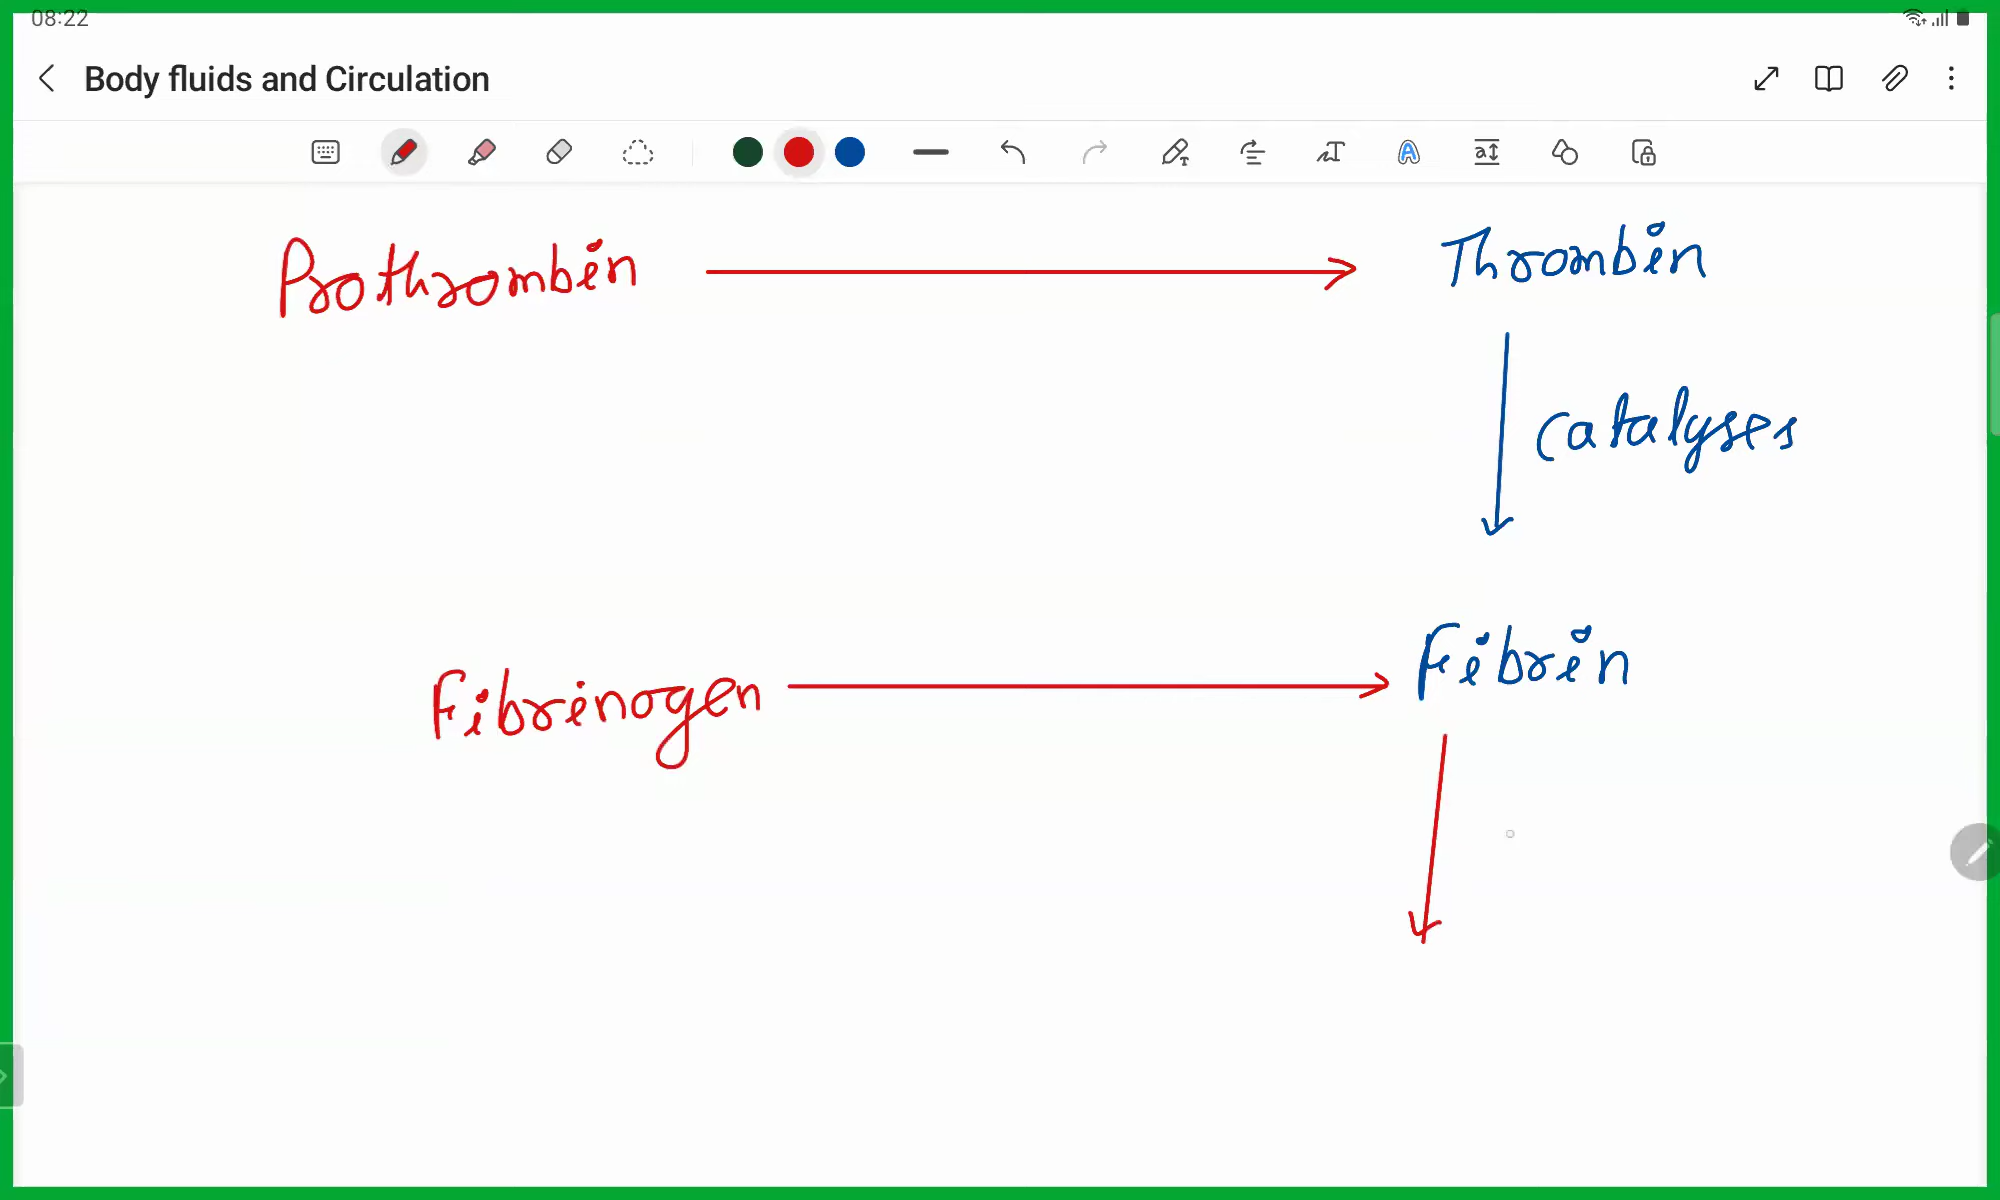 08:22
Body fluids and Circulation
Prothrombin Thrombin
catalyses
Fibrinogen Fibrin